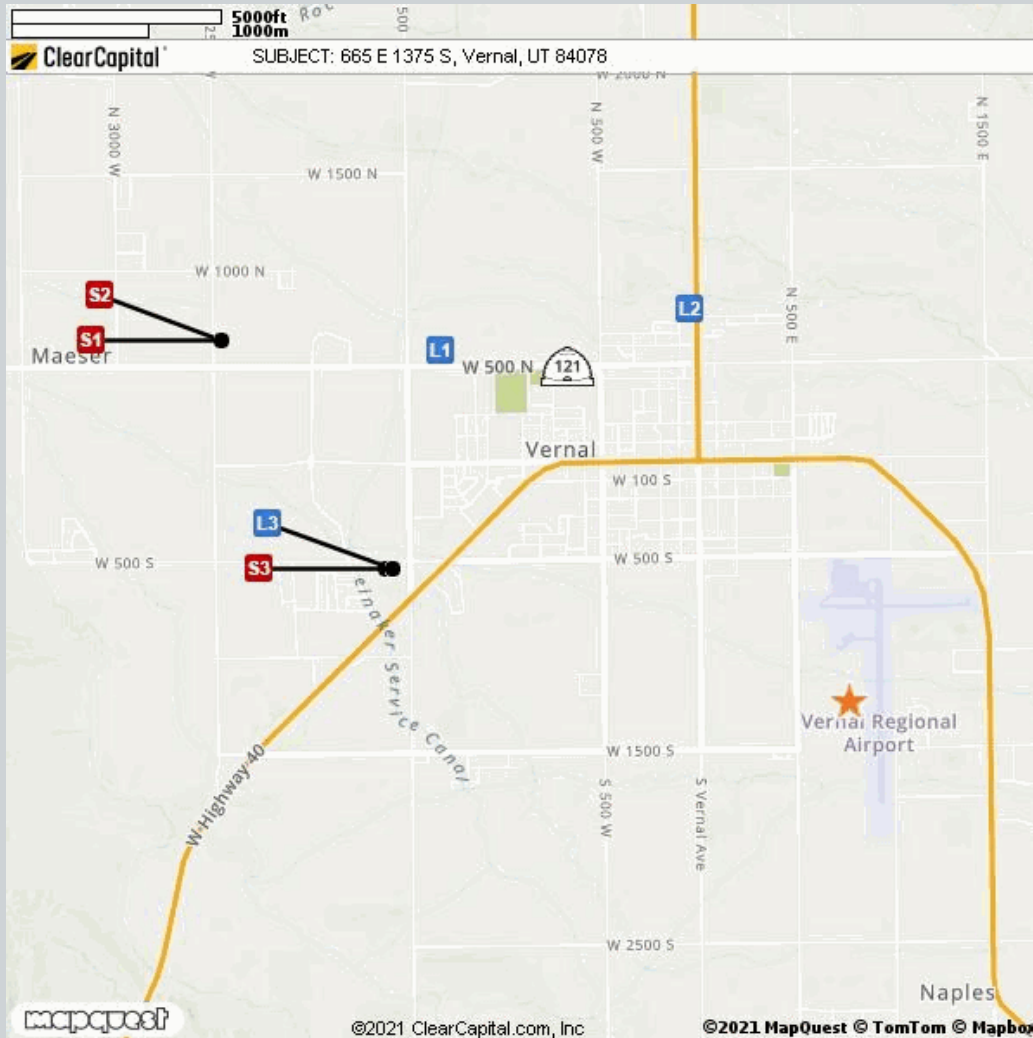 5000ft
1000m
ClearCapital
SUBJECT: 665 E 1375 S, Vernal, UT 84078
W 2000 N
N 3000 W
500
N 500 W
N 1500 E
W 1500 N
W 1000 N
S2
S1
Maeser
L1
L2
N 500 E
W 500 N
121
Vernal
W 100 S
L3
W 500 S
W 500 S
S3
einaker Service Canal
Vernal Regional
Airport
W 1500 S
W Highway 40
S 500 W
S Vernal Ave
W 2500 S
Naples
mapquest
©2021 ClearCapital.com, Inc
©2021 MapQuest © TomTom © Mapbox